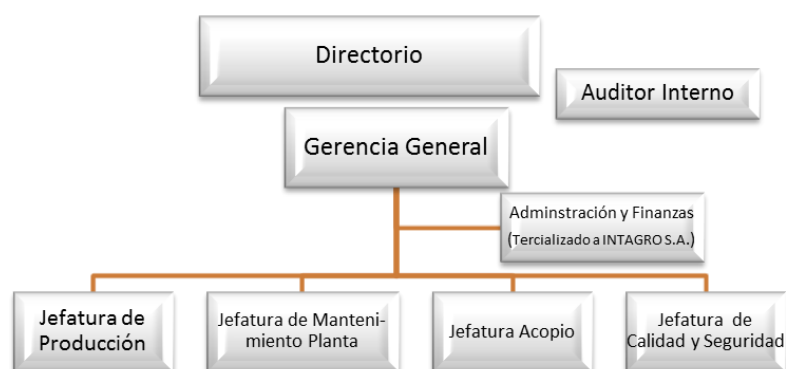 Directorio
Auditor Interno
Gerencia General
Adminstración y Finanzas
(Tercializado a INTAGRO S.A.)
Jefatura de
Producción
Jefatura de Manteni-
miento Planta
Jefatura Acopio
Jefatura de
Calidad y Seguridad